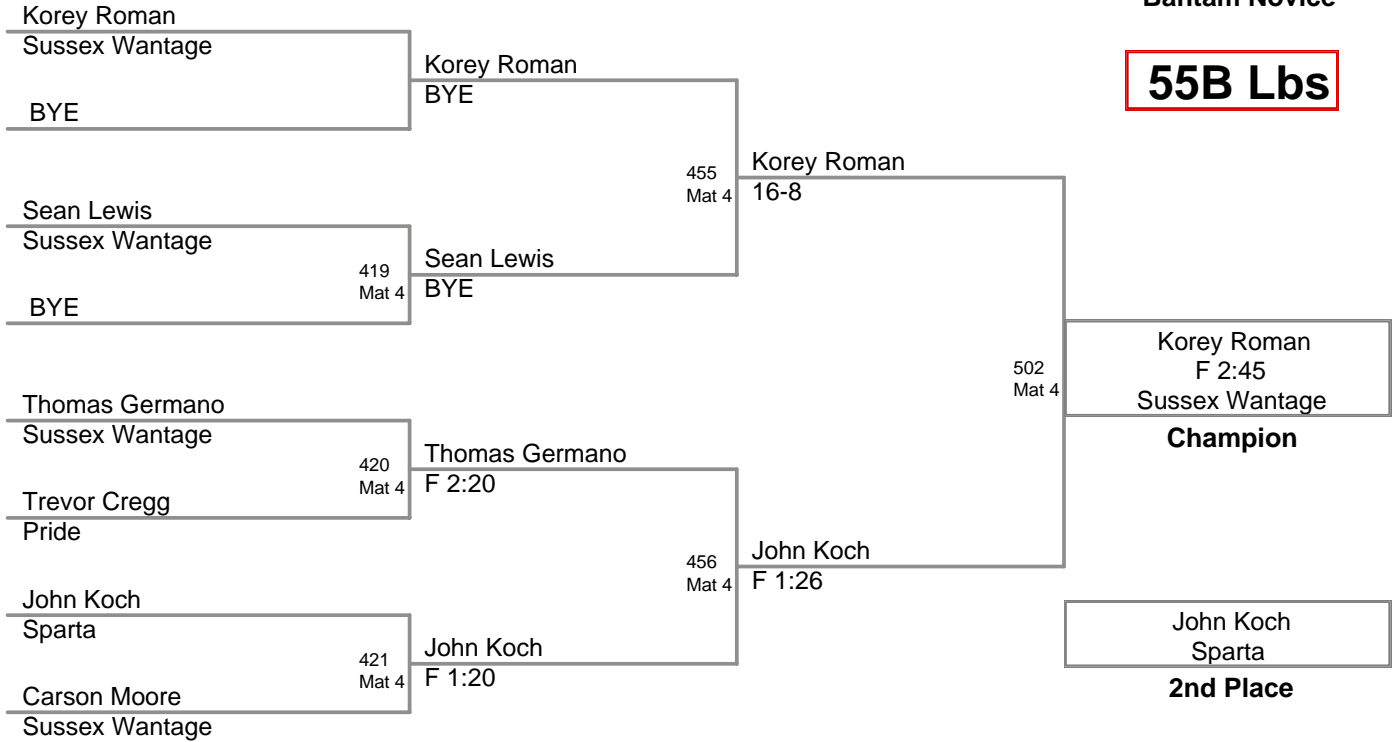 Bantam Novice
55B Lbs
Korey Roman
Sussex Wantage
BYE
Korey Roman
BYE
Sean Lewis
Sussex Wantage
BYE
419
Mat 4
Sean Lewis
BYE
455
Mat 4
Korey Roman
16-8
Thomas Germano
Sussex Wantage
Trevor Cregg
Pride
420
Mat 4
Thomas Germano
F 2:20
John Koch
Sparta
Carson Moore
Sussex Wantage
421
Mat 4
John Koch
F 1:20
456
Mat 4
John Koch
F 1:26
502
Mat 4
Korey Roman
F 2:45
Sussex Wantage
Champion
John Koch
Sparta
2nd Place